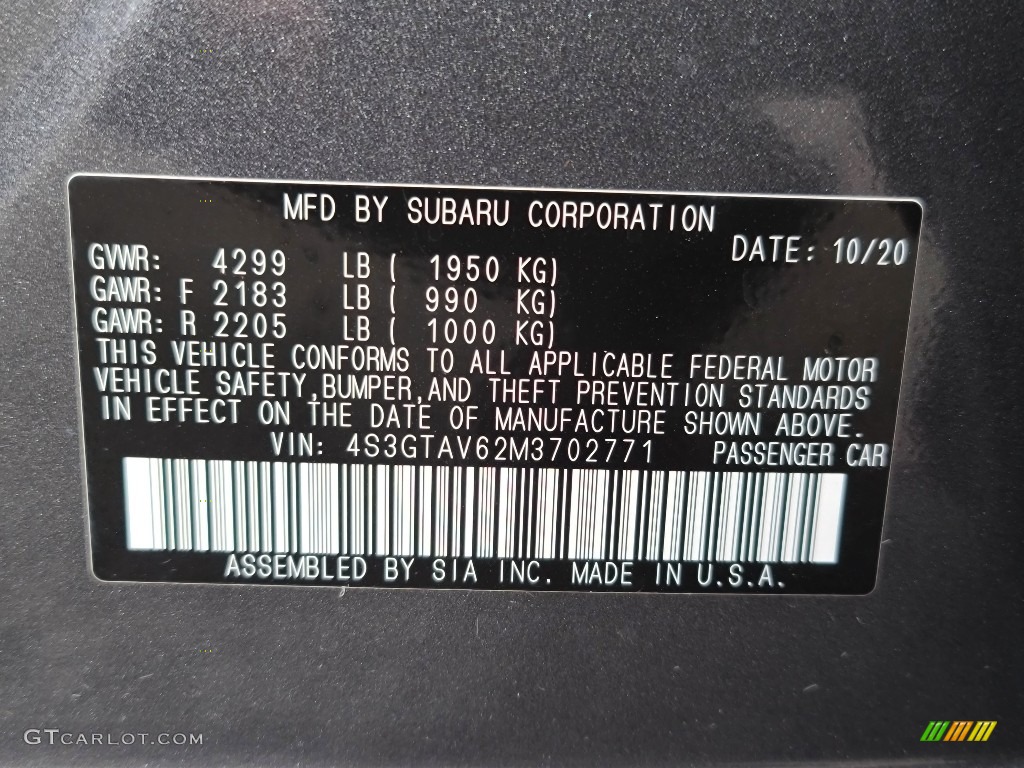 MFD BY SUBARU CORPORATION
DATE: 10/20
GVWR: 4299 LB ( 1950 KG)
GAWR: F 2183 LB ( 990 KG)
GAWR: R 2205 LB ( 1000 KG)
THIS VEHICLE CONFORMS TO ALL APPLICABLE FEDERAL MOTOR
VEHICLE SAFETY,BUMPER,AND THEFT PREVENTION STANDARDS
IN EFFECT ON THE DATE OF MANUFACTURE SHOWN ABOVE.
VIN: 4S3GTAV62M3702771 PASSENGER CAR
ASSEMBLED BY SIA INC. MADE IN U.S.A.
GTCARLOT.COM